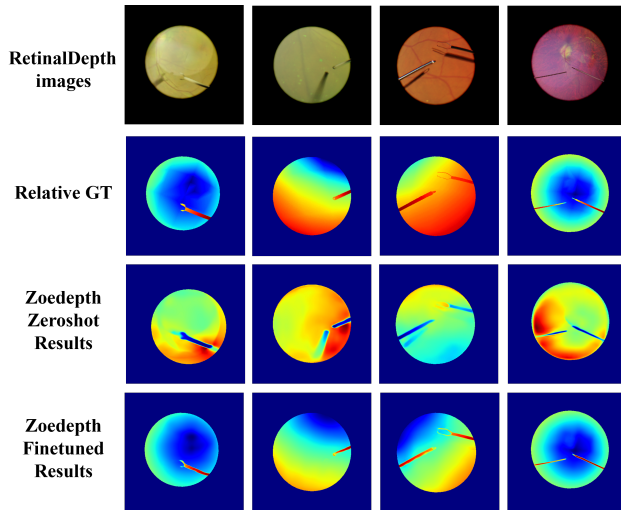 RetinalDepth
images
Relative GT
Zoedepth
Zeroshot
Results
Zoedepth
Finetuned
Results